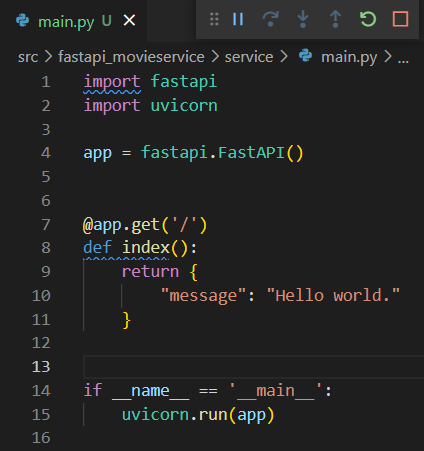 main.py U
src > fastapi_movieservice > service > main.py > ...
1 import fastapi
2 import uvicorn
3
4 app = fastapi.FastAPI()
5
6
7 @app.get('/')
8 def index():
9     return {
10         "message": "Hello world."
11     }
12
13
14 if __name__ == '__main__':
15     uvicorn.run(app)
16